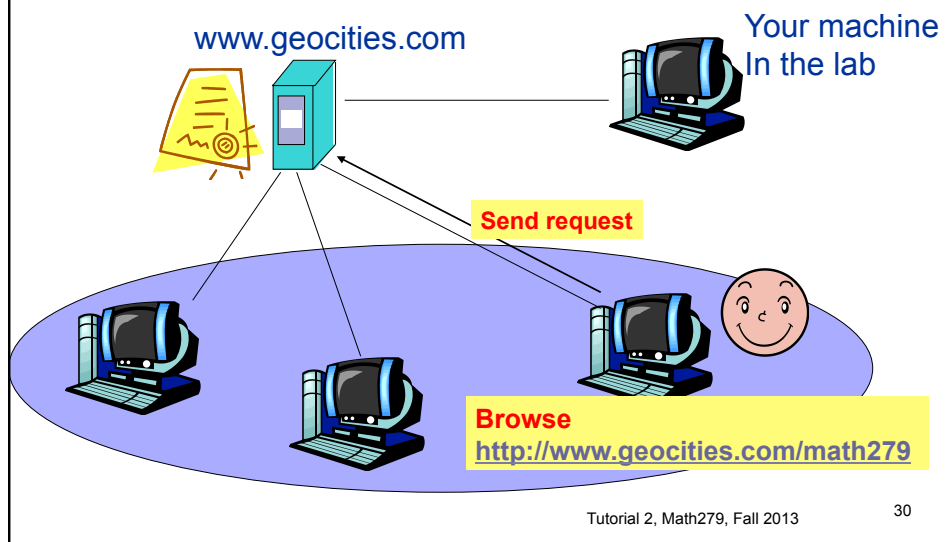 www.geocities.com
Your machine
In the lab
Send request
Browse
http://www.geocities.com/math279
Tutorial 2, Math279, Fall 2013
30